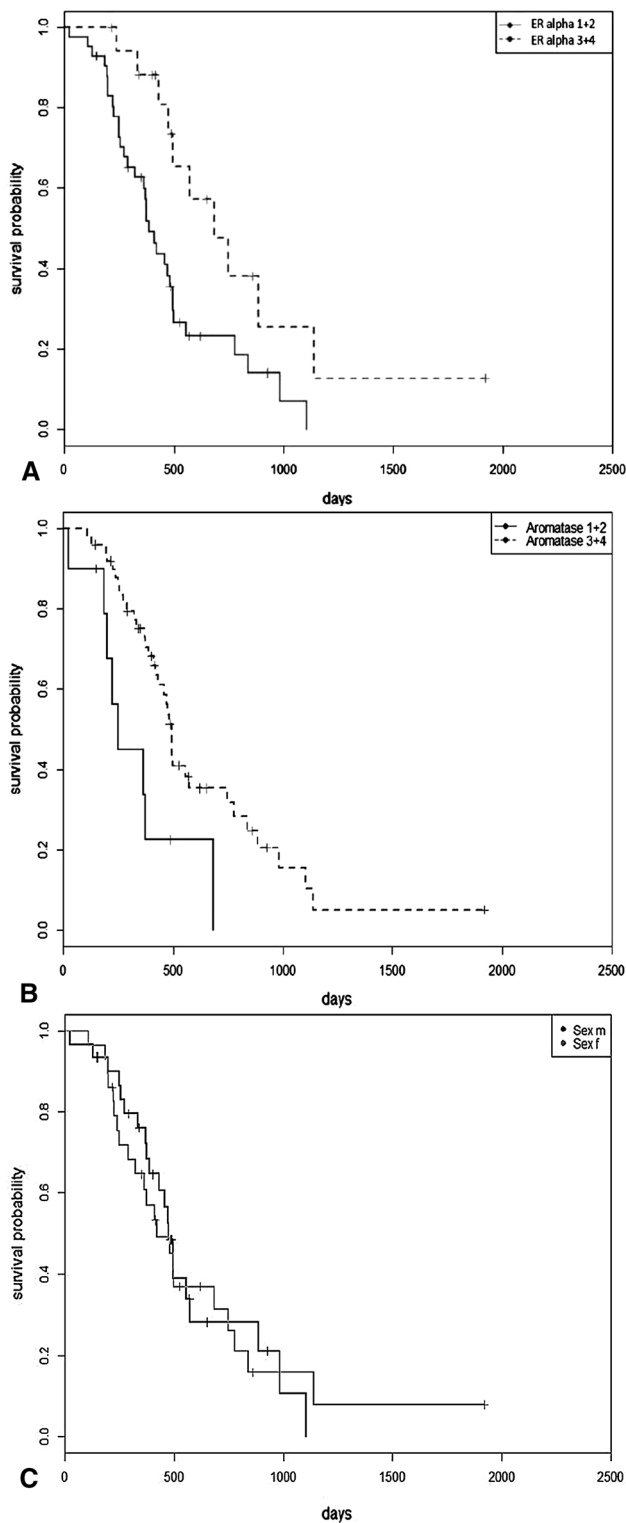 ER alpha 1+2
ER alpha 3+4
survival probability
1.0
0.8
0.6
0.4
0.2
0.0
0 500 1000 1500 2000 2500
days
A
Aromatase 1+2
Aromatase 3+4
survival probability
1.0
0.8
0.6
0.4
0.2
0.0
0 500 1000 1500 2000 2500
days
B
Sex m
Sex f
survival probability
1.0
0.8
0.6
0.4
0.2
0.0
0 500 1000 1500 2000 2500
days
C